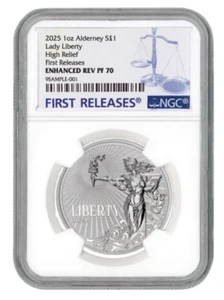 2025 1oz Alderney S£1
Lady Liberty
High Relief
First Releases
ENHANCED REV PF 70
9SAMPLE-001
FIRST RELEASES
NGC
LIBERTY